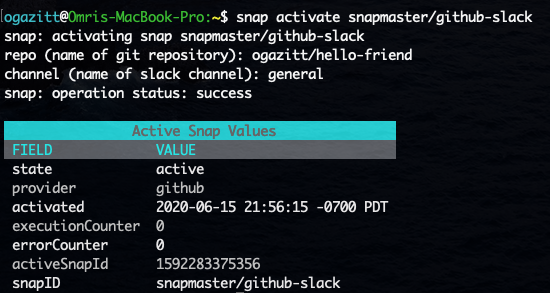 ogazitt@Omris-MacBook-Pro:~$ snap activate snapmaster/github-slack
snap: activating snap snapmaster/github-slack
repo (name of git repository): ogazitt/hello-friend
channel (name of slack channel): general
snap: operation status: success
Active Snap Values
FIELD VALUE
state active
provider github
activated 2020-06-15 21:56:15 -0700 PDT
executionCounter 0
errorCounter 0
activeSnapId 1592283375356
snapID snapmaster/github-slack